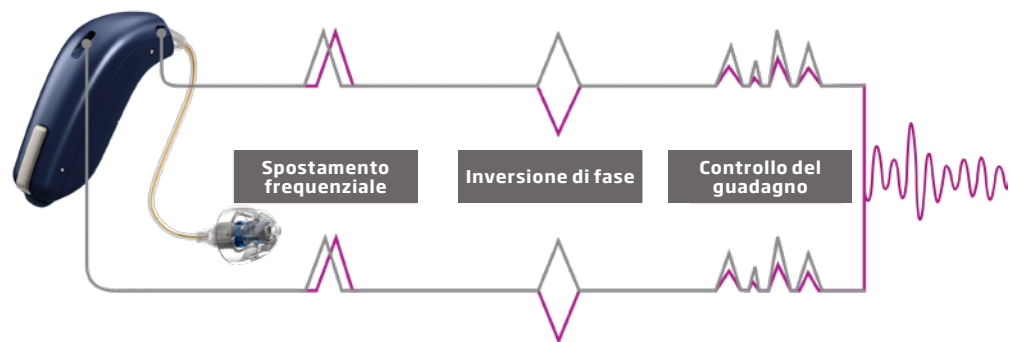 Spostamento
frequenziale
Inversione di fase
Controllo del
guadagno